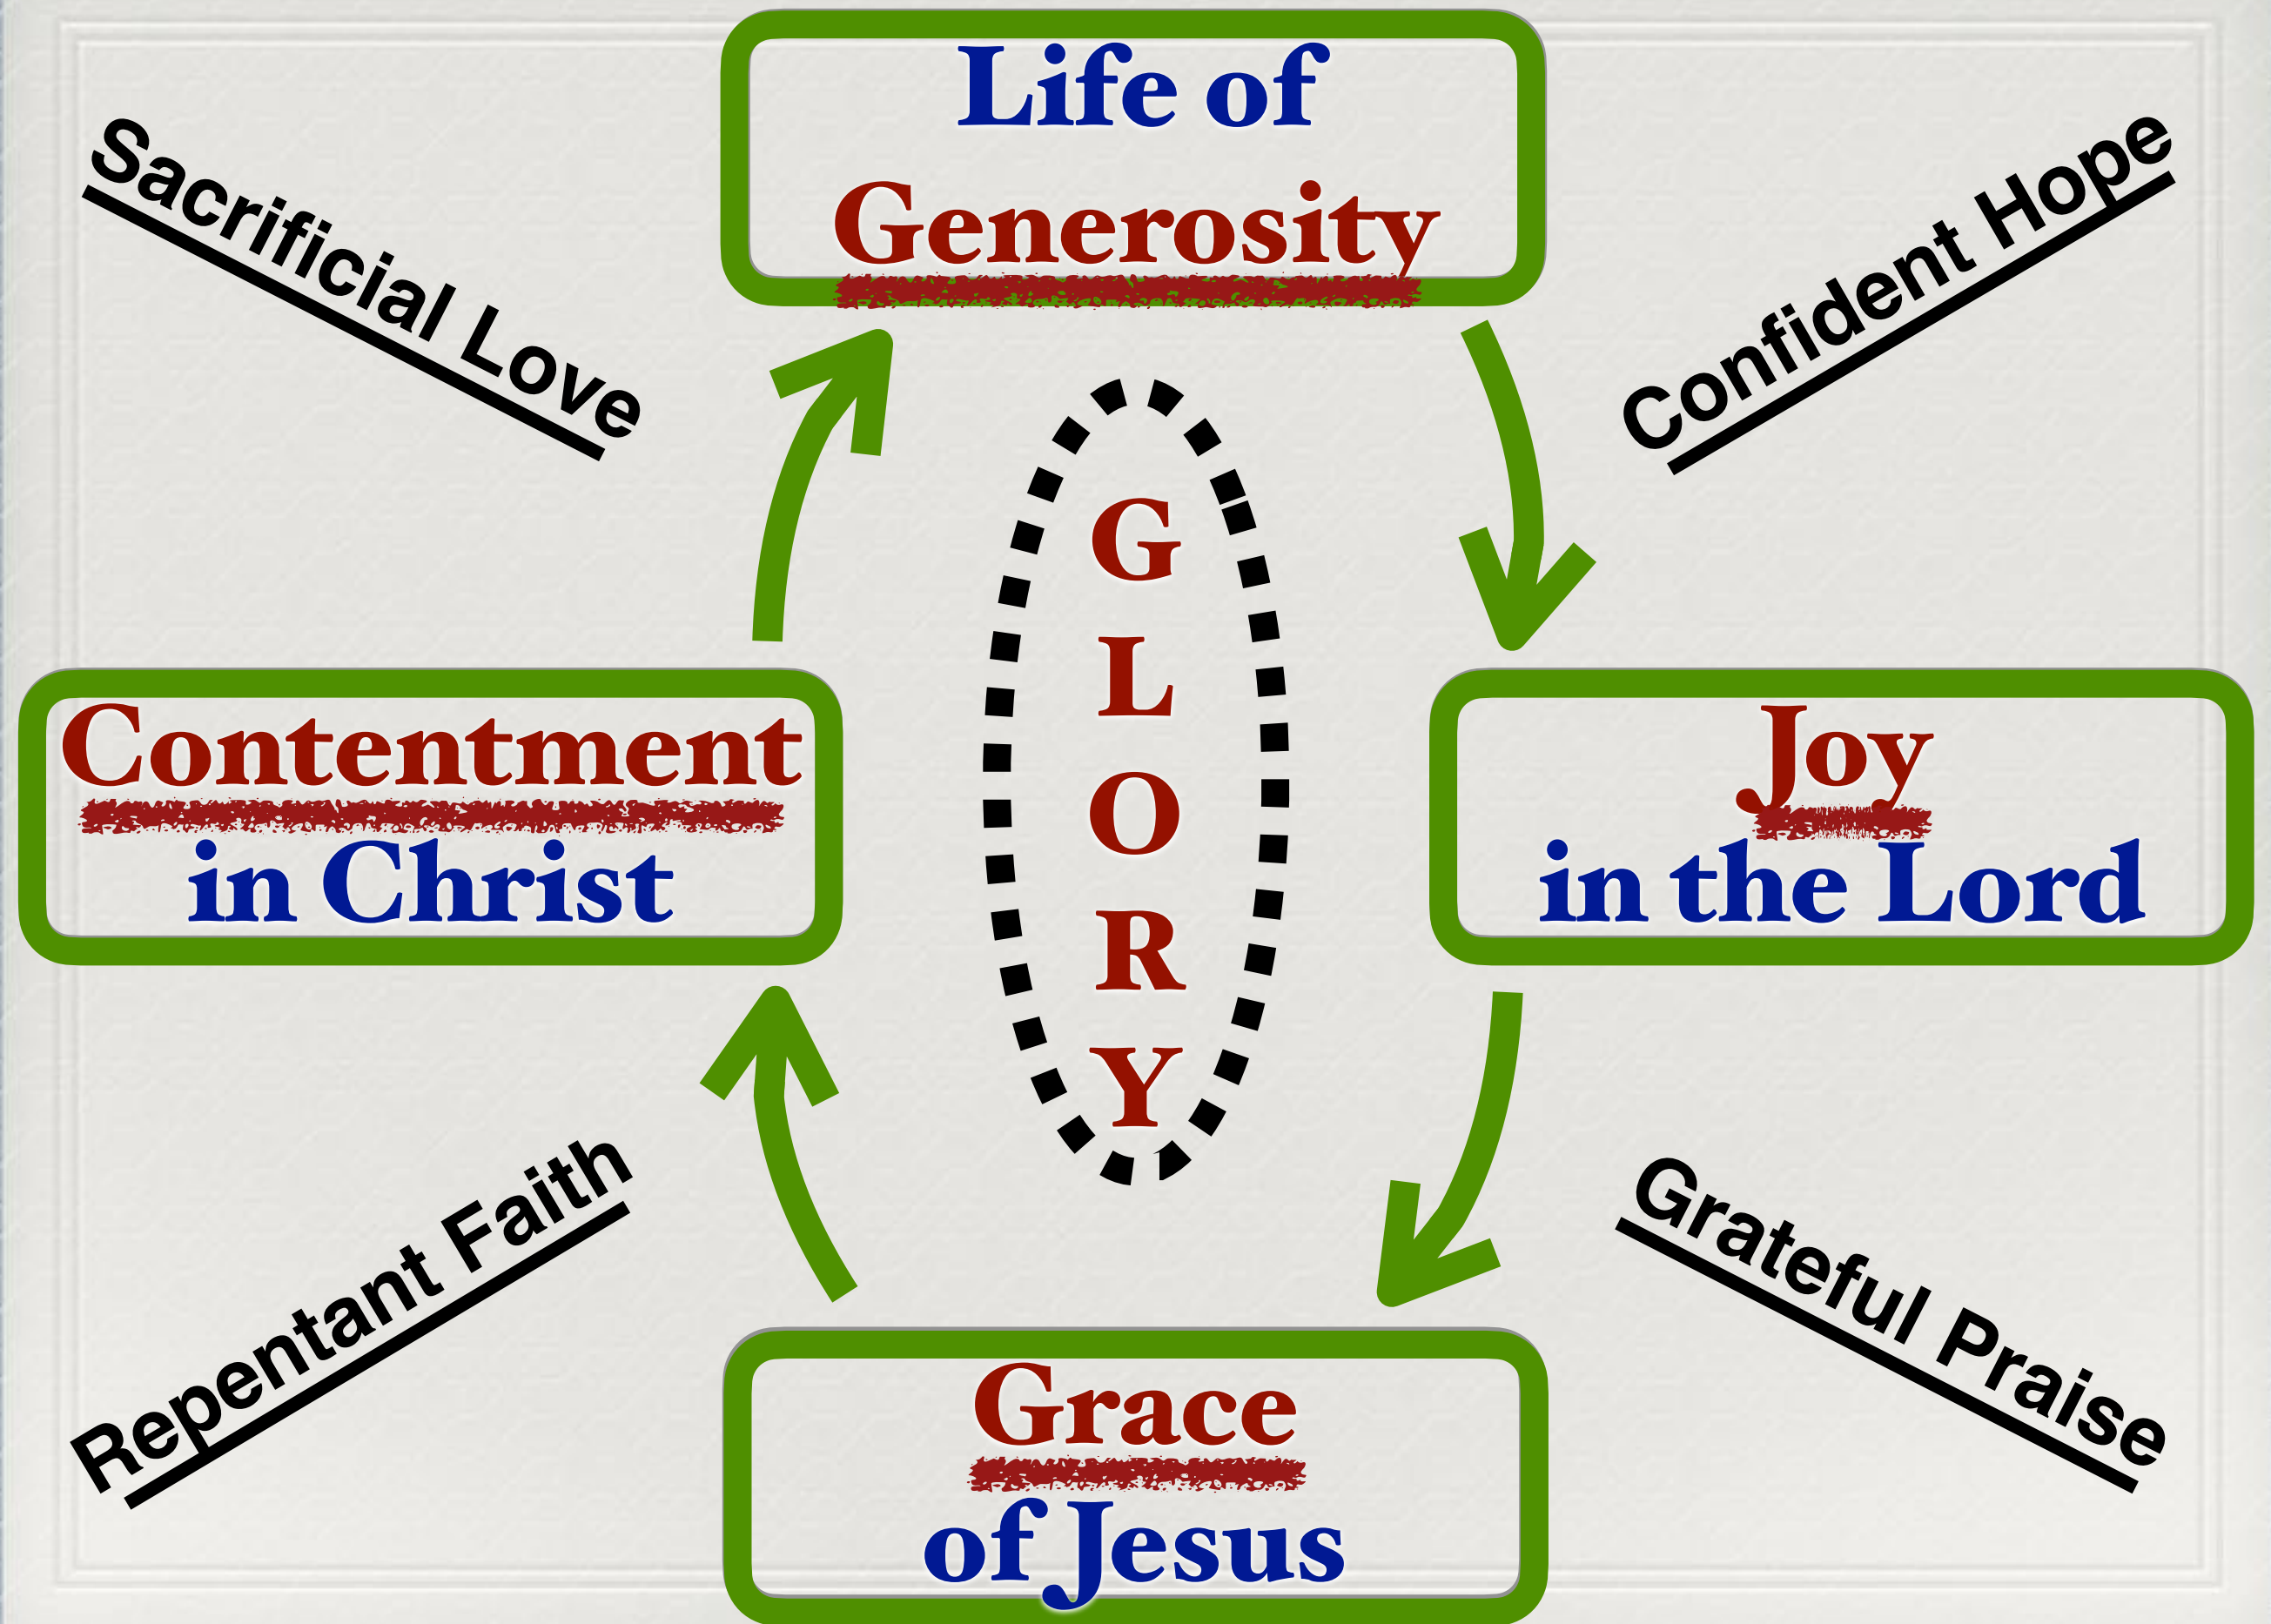 Life of
Generosity
Sacrificial Love
Confident Hope
GLORY
Contentment
in Christ
Joy
in the Lord
Repentant Faith
Grateful Praise
Grace
of Jesus